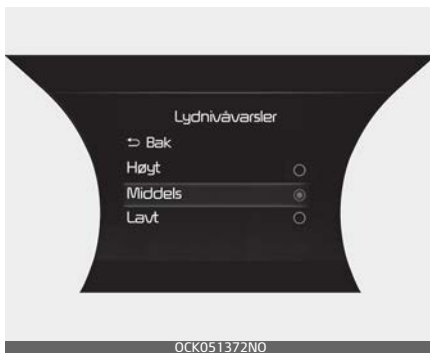 Lydnivåvarsler
⮌ Bak
Høyt
Middels
Lavt
OCK051372NO